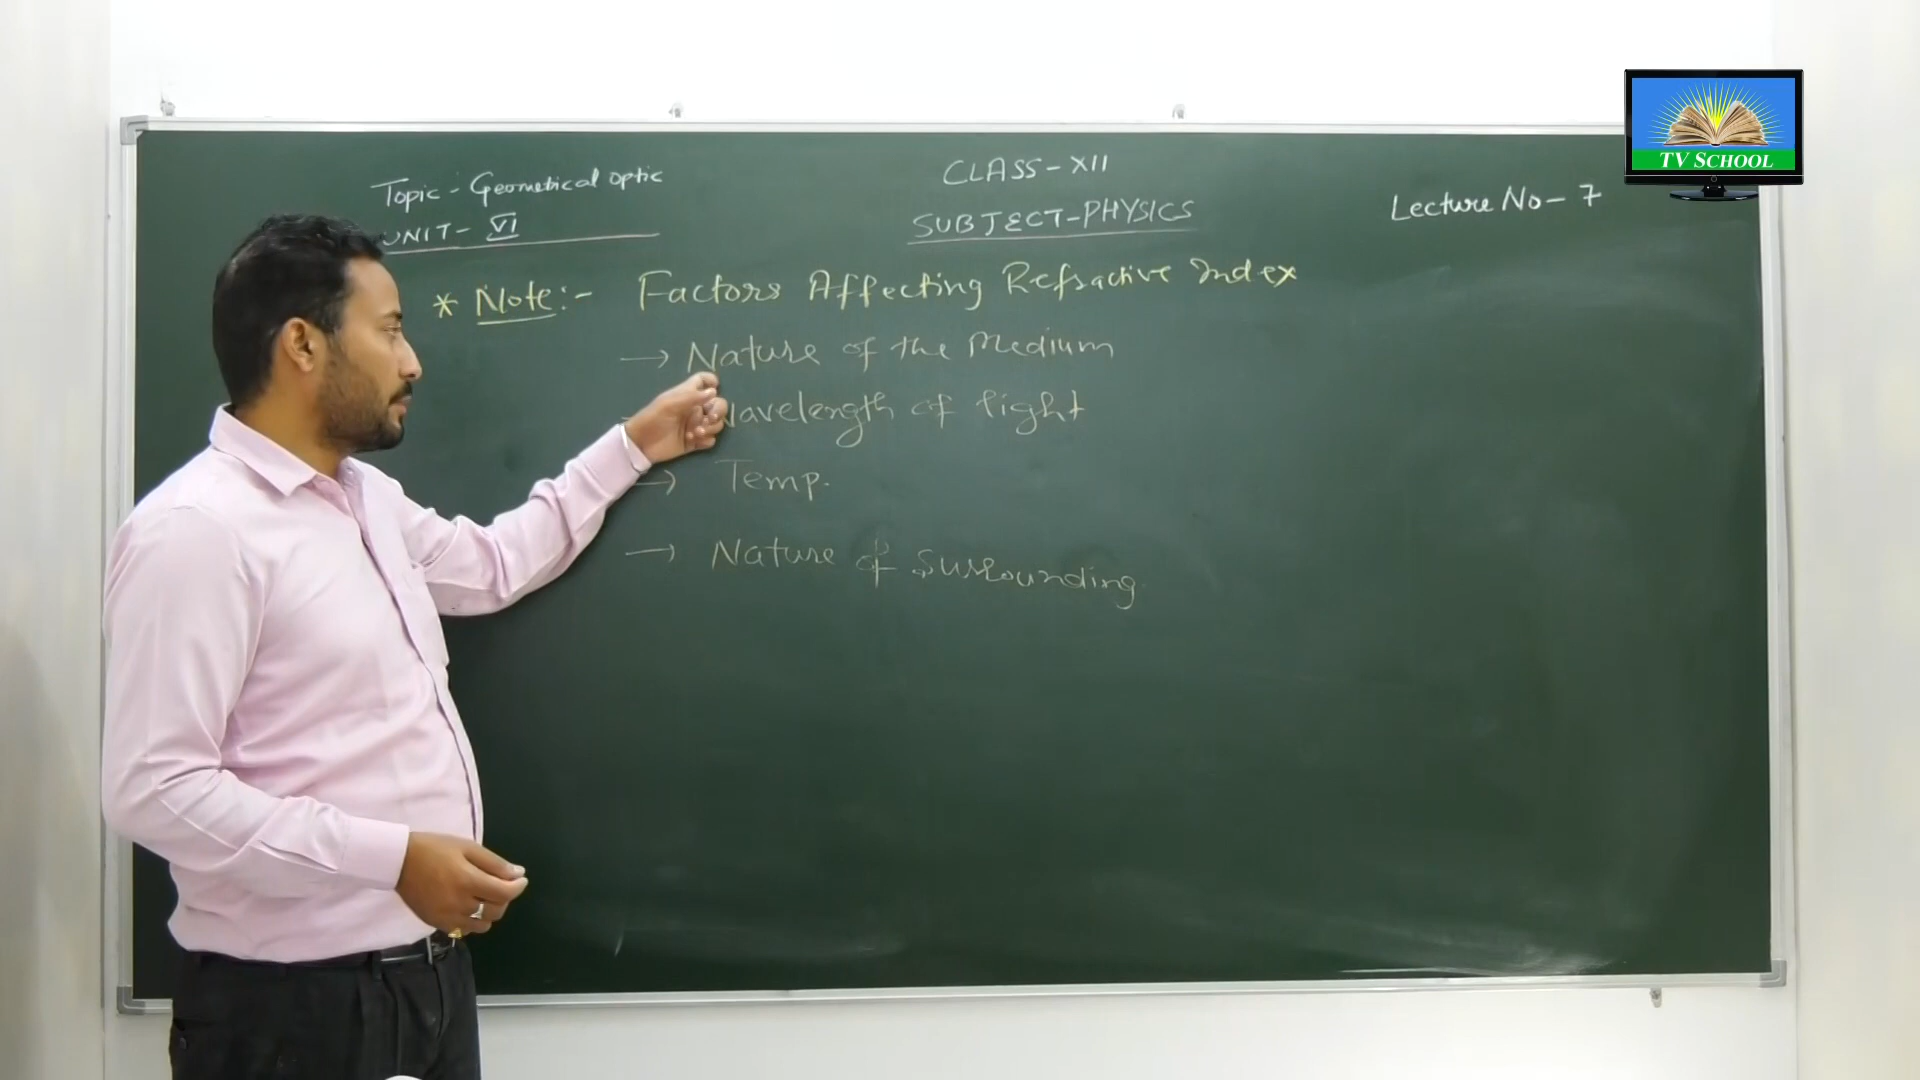 Topic - Geometical optic
UNIT - VI
CLASS - XII
SUBJECT - PHYSICS
Lecture No - 7
TV SCHOOL
* Note :- Factors Affecting Refractive Index
→ Nature of the Medium
→ Wavelength of light
→ Temp.
→ Nature of Surrounding